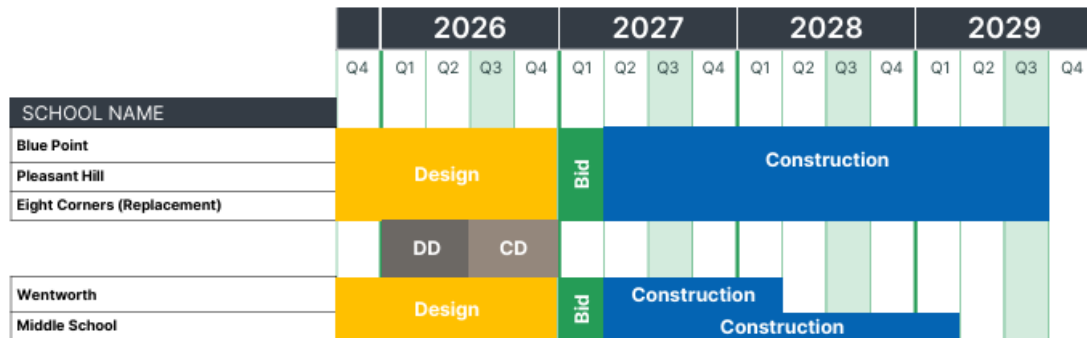 2026 2027 2028 2029
Q4 Q1 Q2 Q3 Q4 Q1 Q2 Q3 Q4 Q1 Q2 Q3 Q4 Q1 Q2 Q3 Q4
SCHOOL NAME
Blue Point
Pleasant Hill
Eight Corners (Replacement)
Design Bid Construction
DD CD
Wentworth
Middle School
Design Bid Construction
Construction